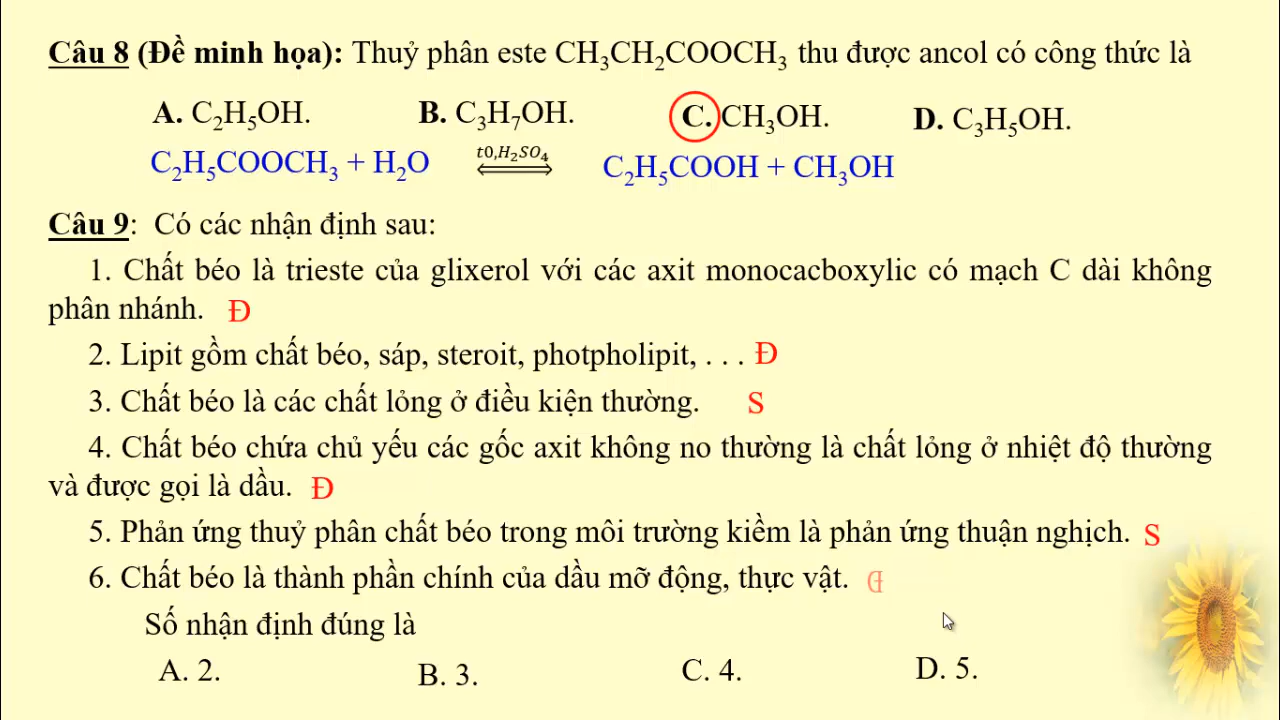 Câu 8 (Đề minh họa): Thuỷ phân este CH₃CH₂COOCH₃ thu được ancol có công thức là
A. C₂H₅OH. B. C₃H₇OH. C. CH₃OH. D. C₃H₅OH.
C₂H₅COOCH₃ + H₂O ⇐⇒ t0,H₂SO₄ C₂H₅COOH + CH₃OH
Câu 9: Có các nhận định sau:
1. Chất béo là trieste của glixerol với các axit monocacboxylic có mạch C dài không
phân nhánh. Đ
2. Lipit gồm chất béo, sáp, steroit, photpholipit, . . . Đ
3. Chất béo là các chất lỏng ở điều kiện thường. S
4. Chất béo chứa chủ yếu các gốc axit không no thường là chất lỏng ở nhiệt độ thường
và được gọi là dầu. Đ
5. Phản ứng thuỷ phân chất béo trong môi trường kiềm là phản ứng thuận nghịch. S
6. Chất béo là thành phần chính của dầu mỡ động, thực vật.
Số nhận định đúng là
A. 2. B. 3. C. 4. D. 5.